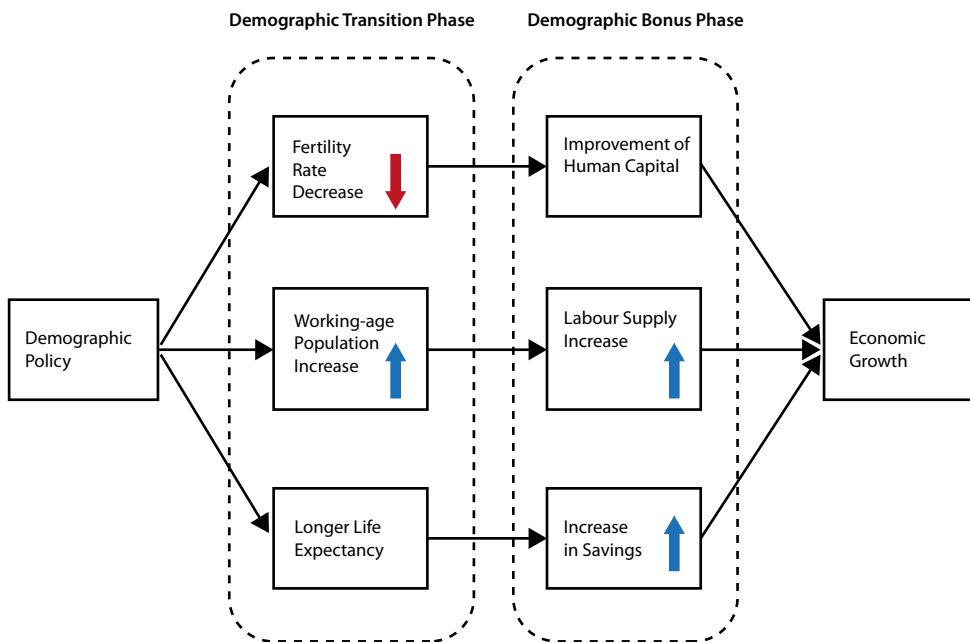 Demographic Transition Phase
Demographic Bonus Phase
Fertility
Rate
Decrease
Improvement of
Human Capital
Demographic
Policy
Working-age
Population
Increase
Labour Supply
Increase
Economic
Growth
Longer Life
Expectancy
Increase
in Savings